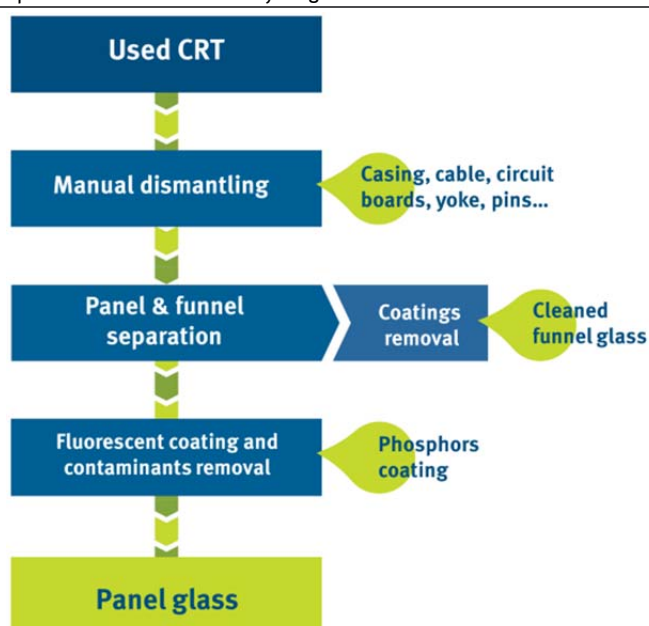 Used CRT
Manual dismantling
Casing, cable, circuit
boards, yoke, pins...
Panel & funnel
separation
Coatings
removal
Cleaned
funnel glass
Fluorescent coating and
contaminants removal
Phosphors
coating
Panel glass